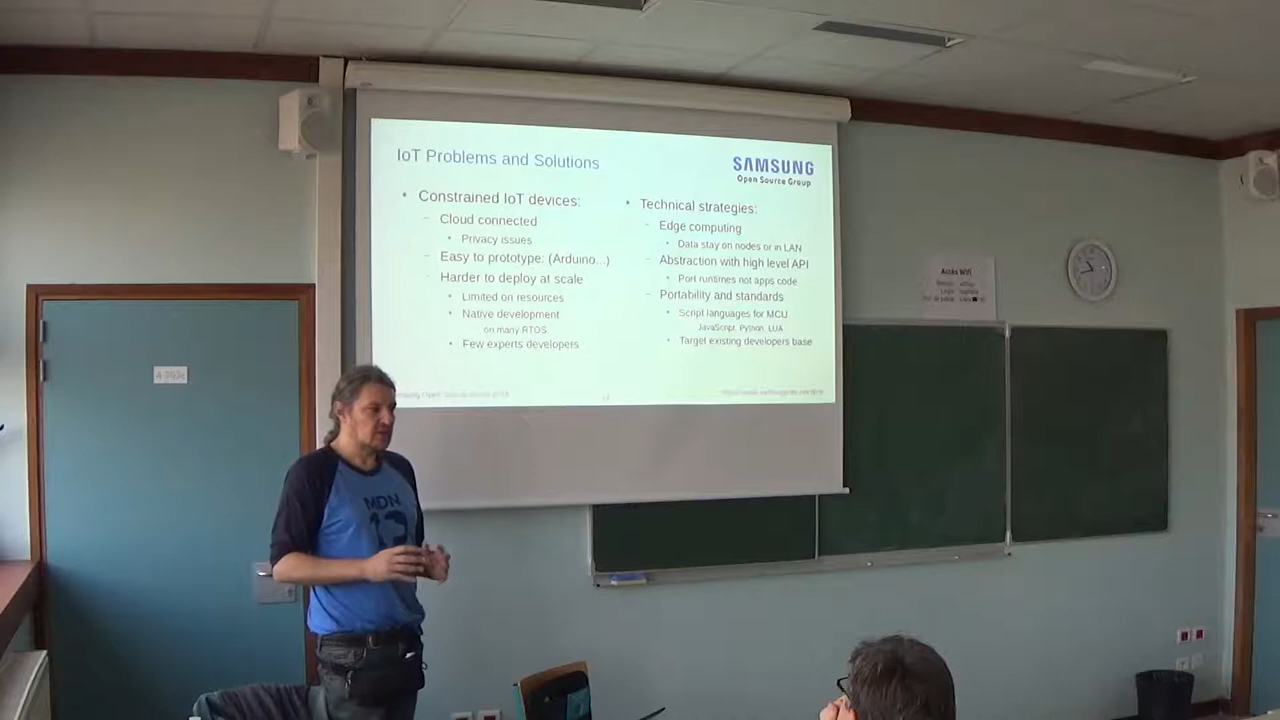 IoT Problems and Solutions
SAMSUNG
Open Source Group
• Constrained IoT devices:
– Cloud connected
• Privacy issues
– Easy to prototype: (Arduino...)
– Harder to deploy at scale
• Limited on resources
• Native development
on many RTOS
• Few experts developers
• Technical strategies:
– Edge computing
• Data stay on nodes or in LAN
– Abstraction with high level API
• Port runtimes not apps code
– Portability and standards
• Script languages for MCU
JavaScript, Python, LUA
• Target existing developers base
Accès WiFi
MDN